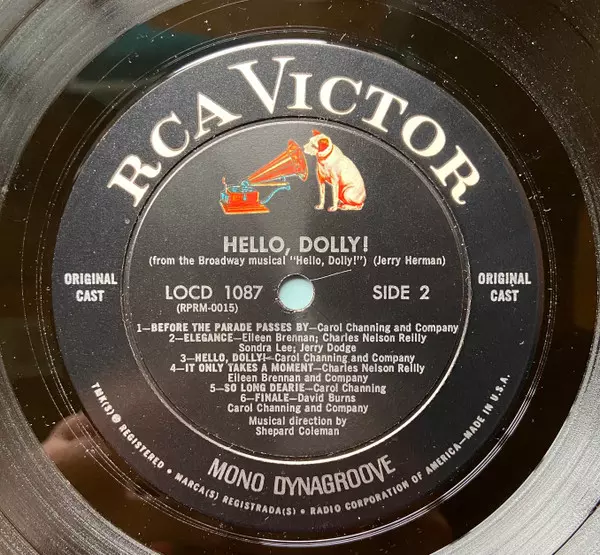 RCA VICTOR
HELLO, DOLLY!
(from the Broadway musical "Hello, Dolly!") (Jerry Herman)
ORIGINAL
CAST
ORIGINAL
CAST
LOCD 1087
SIDE 2
(RPRM-0015)
1—BEFORE THE PARADE PASSES BY—Carol Channing and Company
2—ELEGANCE—Eileen Brennan; Charles Nelson Reilly
Sondra Lee; Jerry Dodge
3—HELLO, DOLLY!—Carol Channing and Company
4—IT ONLY TAKES A MOMENT—Charles Nelson Reilly
Eileen Brennan and Company
5—SO LONG DEARIE—Carol Channing
6—FINALE—David Burns
Carol Channing and Company
Musical direction by
Shepard Coleman
MONO DYNAGROOVE
TMK(S) ® REGISTERED • MARCA(S) REGISTRADA(S) • RADIO CORPORATION OF AMERICA—MADE IN U.S.A.